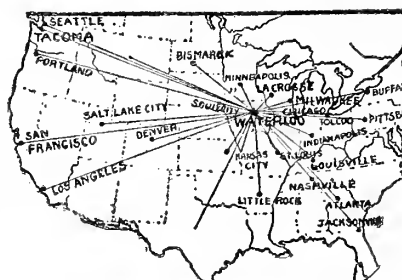 SEATTLE
TACOMA
PORTLAND
BISMARCK
MINNEAPOLIS
LACROSSE
MILWAUKEE
BUFFA
CHICAGO
SALT LAKE CITY
DENVER
WATERLOO
TOLEDO
PITTSB
INDIANAPOLIS
SAN
FRANCISCO
KANSAS
CITY
ST. LOUIS
LOUISVILLE
LOS ANGELES
NASHVILLE
LITTLE ROCK
ATLANTA
JACKSONVILLE